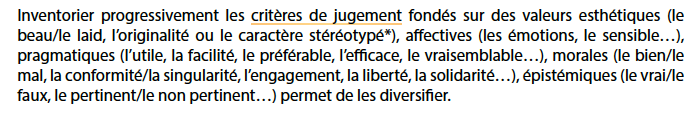 Inventorier progressivement les critères de jugement fondés sur des valeurs esthétiques (le
beau/le laid, l'originalité ou le caractère stéréotypé*), affectives (les émotions, le sensible…),
pragmatiques (l'utile, la facilité, le préférable, l'efficace, le vraisemblable…), morales (le bien/le
mal, la conformité/la singularité, l'engagement, la liberté, la solidarité…), épistémiques (le vrai/le
faux, le pertinent/le non pertinent…) permet de les diversifier.